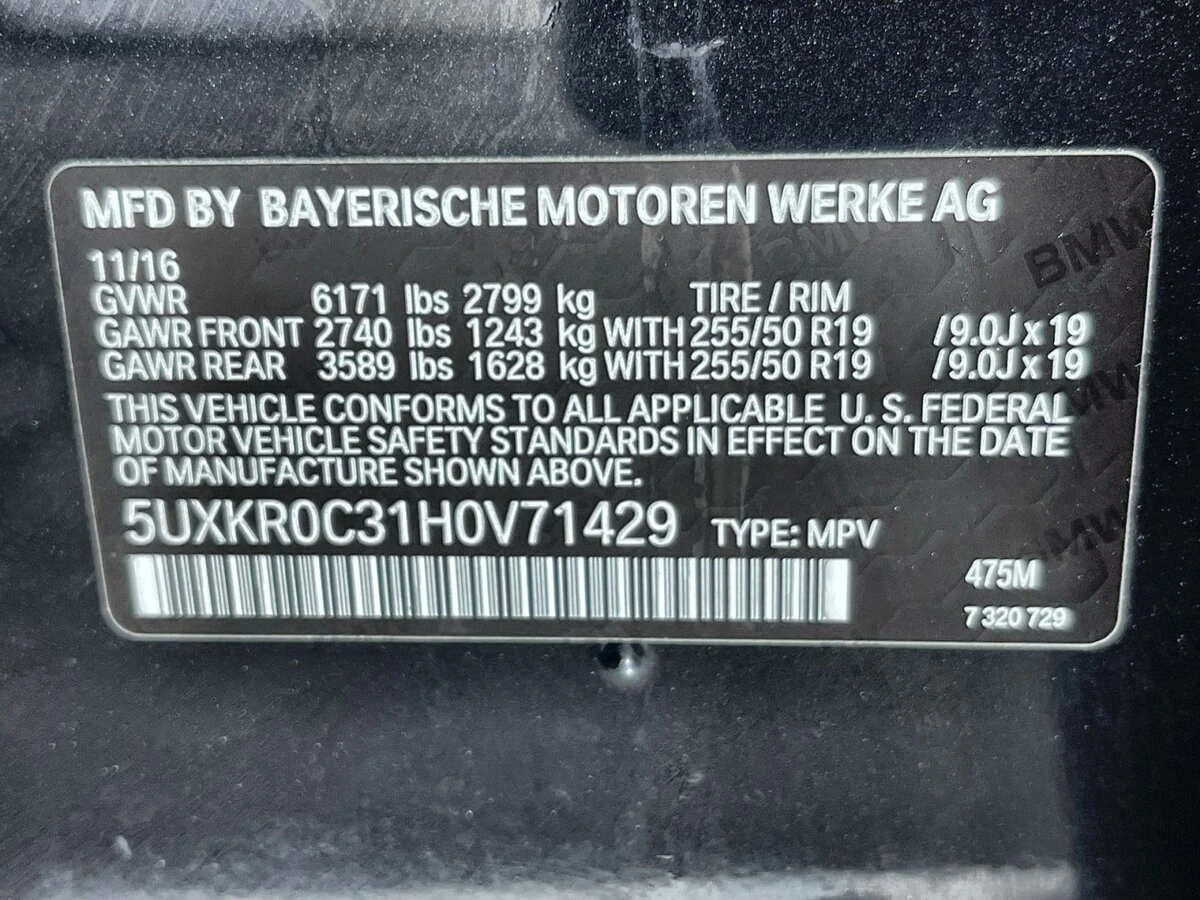 MFD BY BAYERISCHE MOTOREN WERKE AG
11/16
GVWR 6171 lbs 2799 kg TIRE / RIM
GAWR FRONT 2740 lbs 1243 kg WITH 255/50 R19 /9.0J x 19
GAWR REAR 3589 lbs 1628 kg WITH 255/50 R19 /9.0J x 19
THIS VEHICLE CONFORMS TO ALL APPLICABLE U. S. FEDERAL
MOTOR VEHICLE SAFETY STANDARDS IN EFFECT ON THE DATE
OF MANUFACTURE SHOWN ABOVE.
5UXKR0C31H0V71429 TYPE: MPV
475M
7 320 729
BMW
BMW
BMW
BMW